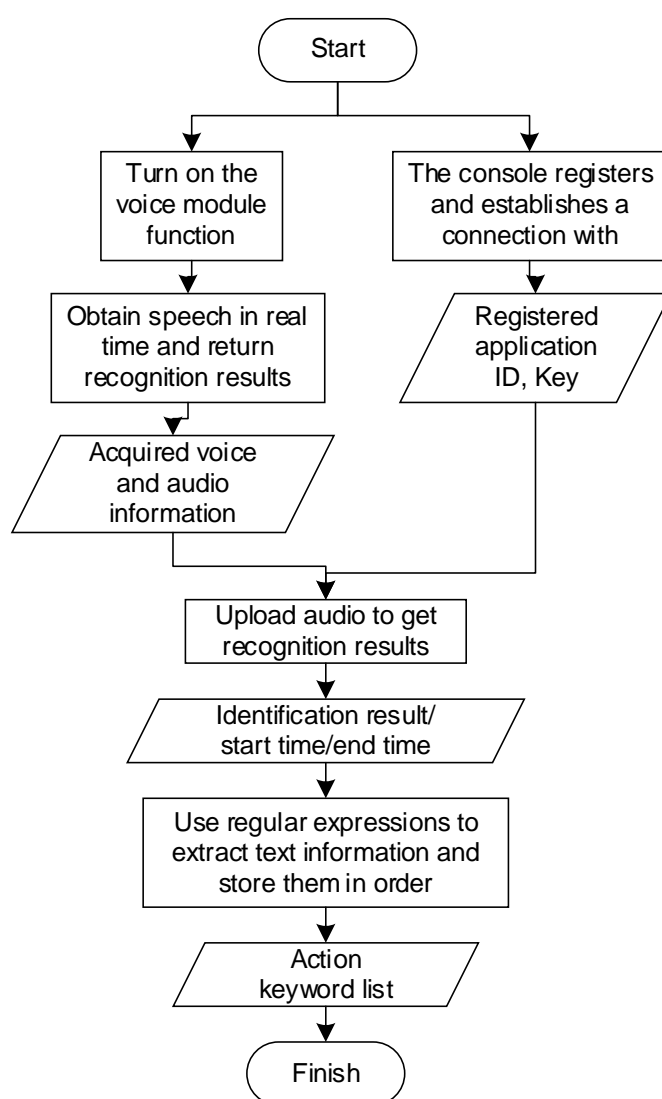 Start
Turn on the
voice module
function
The console registers
and establishes a
connection with
Obtain speech in real
time and return
recognition results
Registered
application
ID, Key
Acquired voice
and audio
information
Upload audio to get
recognition results
Identification result/
start time/end time
Use regular expressions to
extract text information and
store them in order
Action
keyword list
Finish